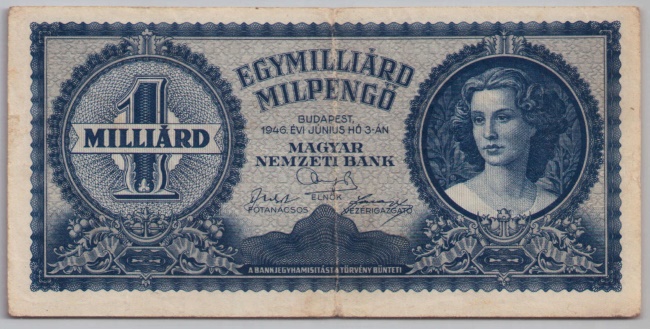 1
MILLIÁRD
EGYMILLIÁRD
MILPENGŐ
BUDAPEST,
1946. ÉVI JÚNIUS HÓ 3-ÁN
MAGYAR
NEMZETI BANK
ELNÖK
FŐTANÁCSOS VEZÉRIGAZGATÓ
A BANKJEGYHAMISÍTÁST A TÖRVÉNY BÜNTETI